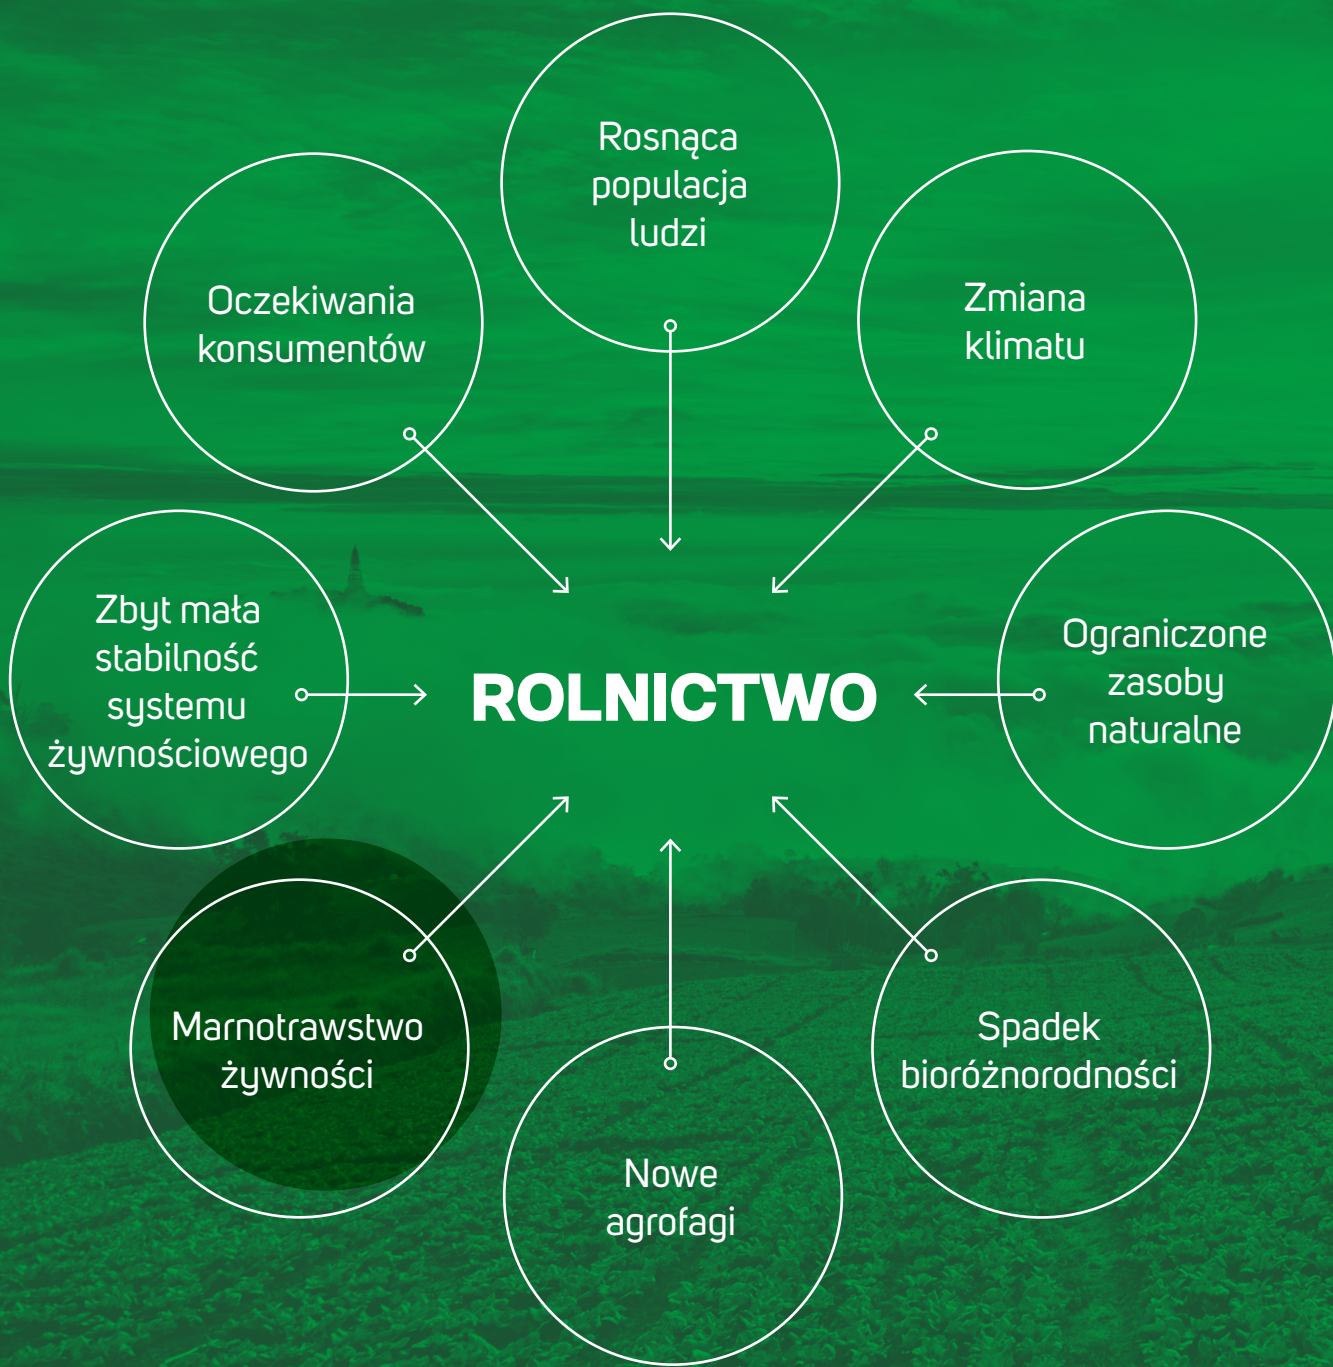 Rosnąca
populacja
ludzi
Oczekiwania
konsumentów
Zmiana
klimatu
Zbyt mała
stabilność
systemu
żywnościowego
ROLNICTWO
Ograniczone
zasoby
naturalne
Marnotrawstwo
żywności
Spadek
bioróżnorodności
Nowe
agrofagi